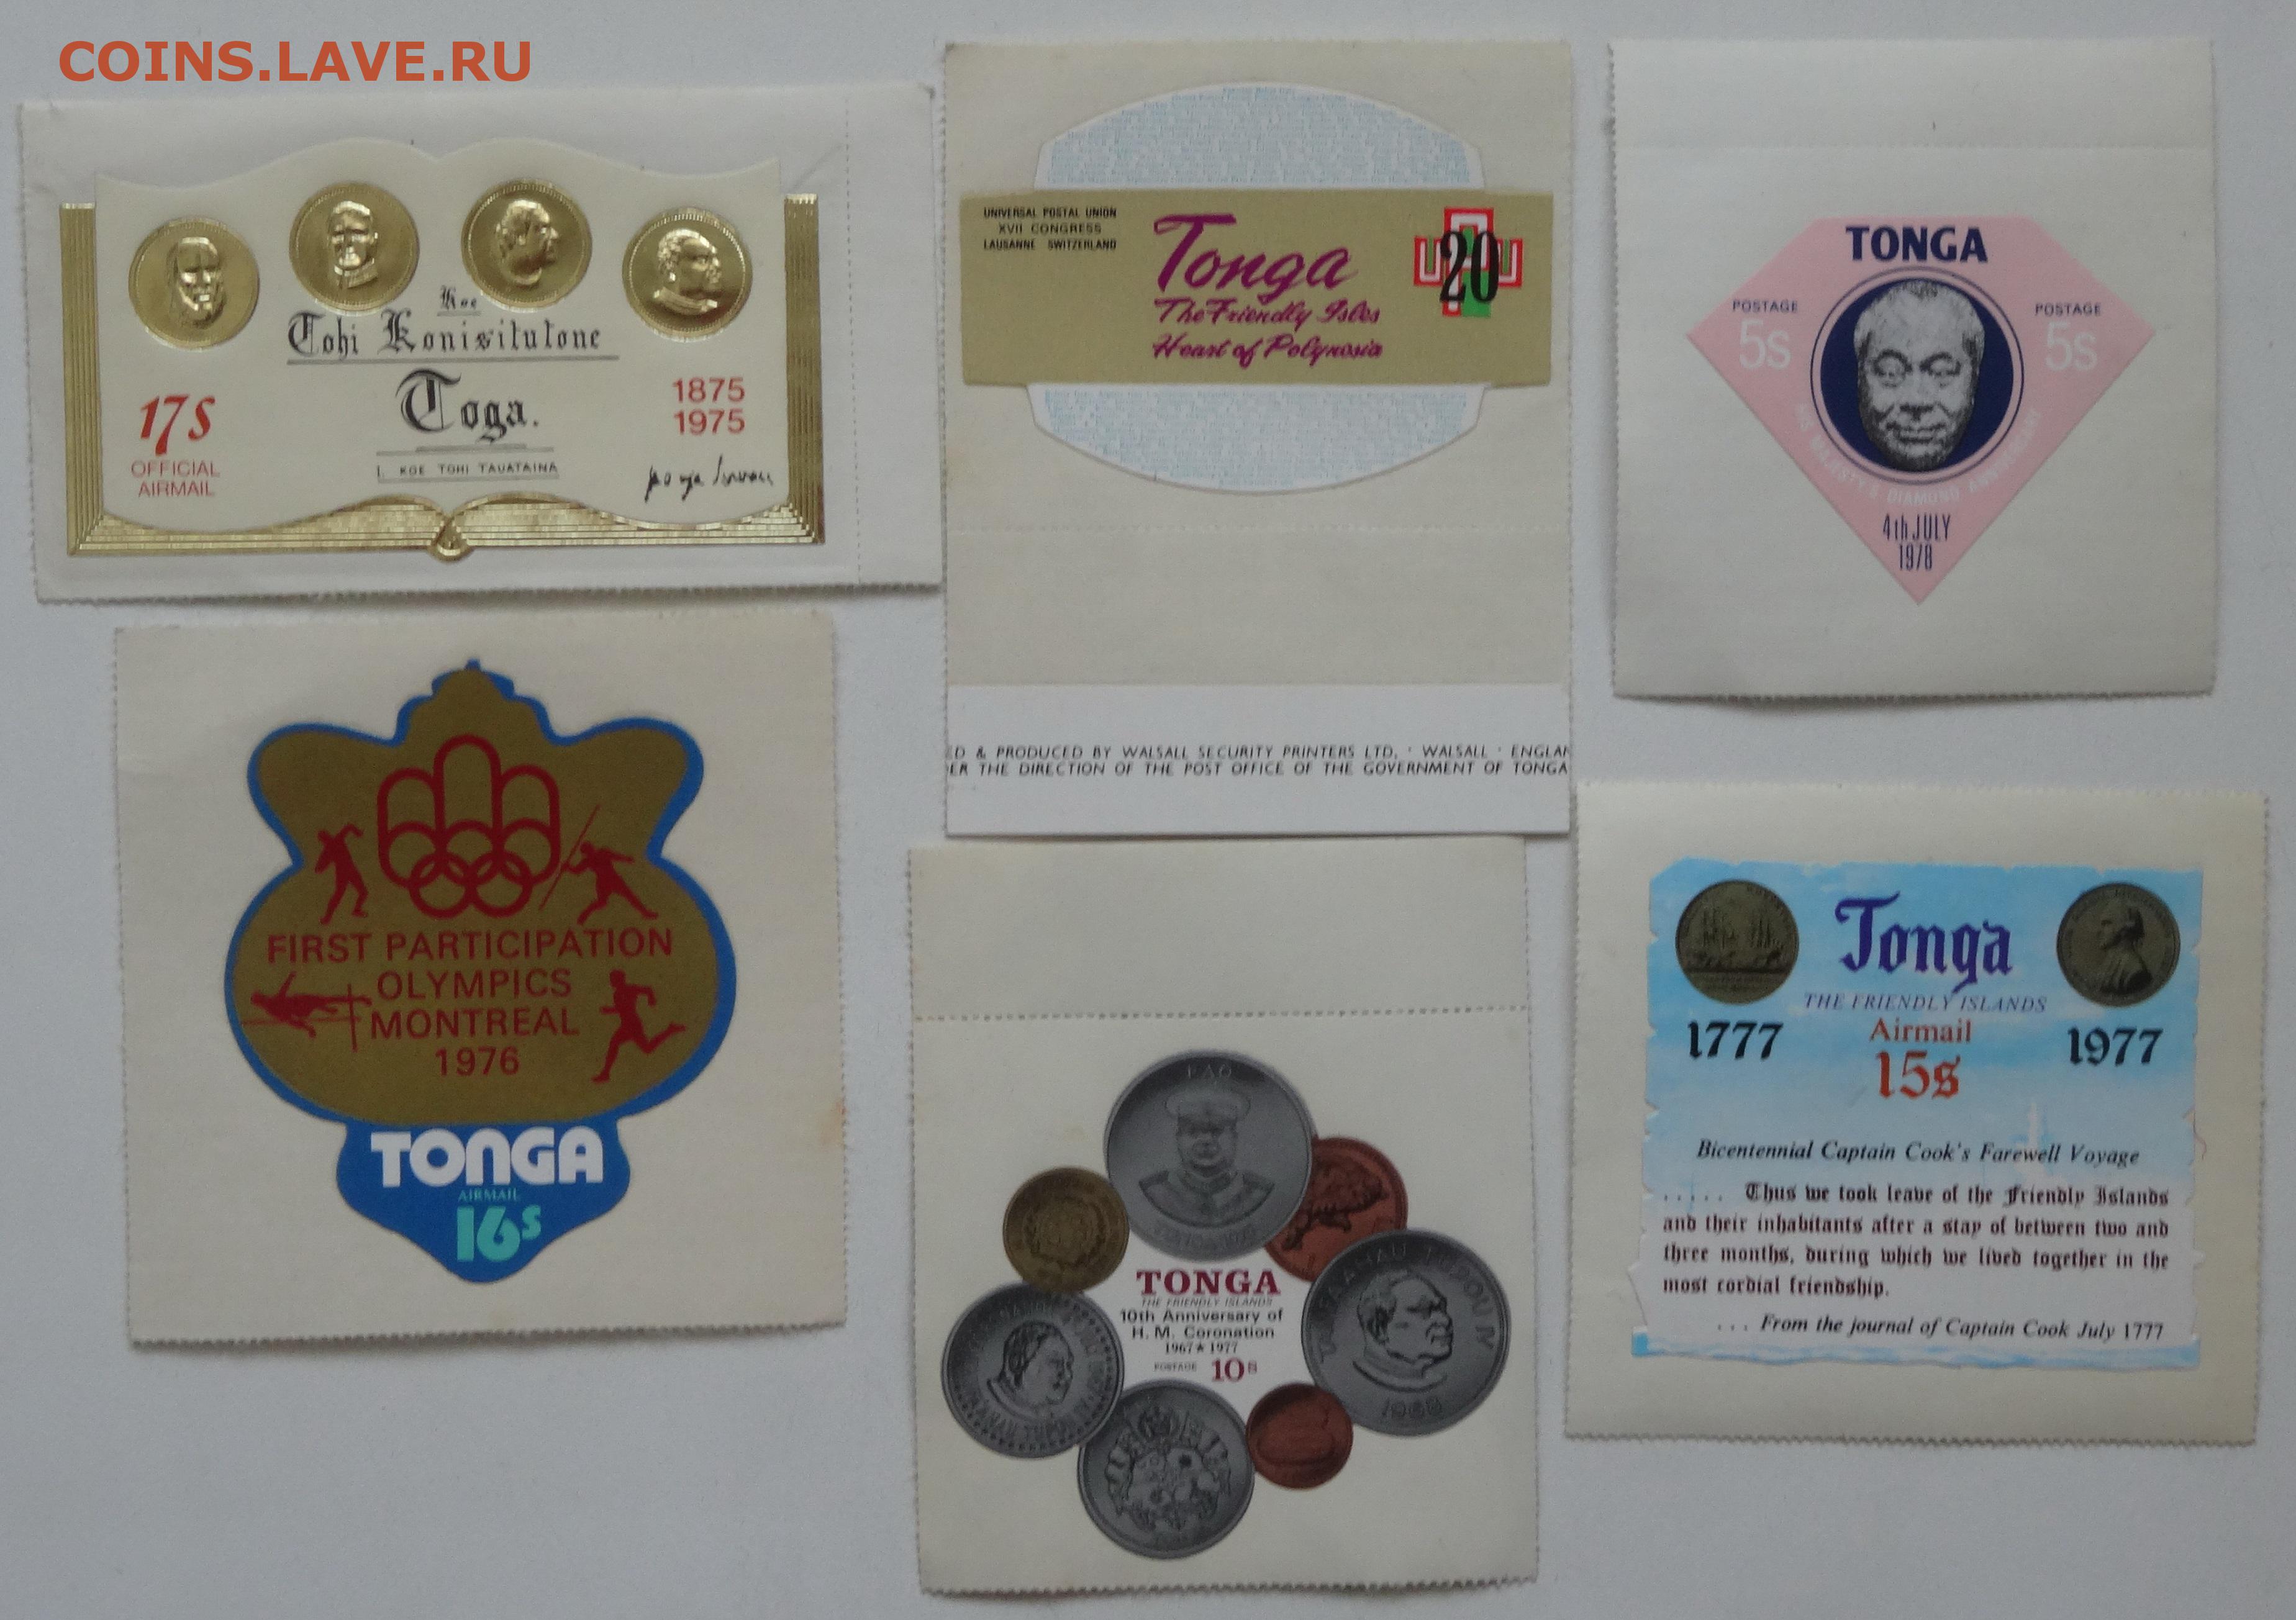 COINS.LAVE.RU
Koe
Tohi Konisitutone
Toga.
KOE TOHI TAUATAINA
17s
OFFICIAL
AIRMAIL
1875
1975
UNIVERSAL POSTAL UNION
XVII CONGRESS
LAUSANNE SWITZERLAND
Tonga
The Friendly Isles
Heart of Polynesia
UPU
20
ED & PRODUCED BY WALSALL SECURITY PRINTERS LTD. · WALSALL · ENGLAN
ER THE DIRECTION OF THE POST OFFICE OF THE GOVERNMENT OF TONGA
TONGA
POSTAGE
5s
POSTAGE
5s
HIS MAJESTY'S DIAMOND ANNIVERSARY
4th JULY
1978
FIRST PARTICIPATION
OLYMPICS
MONTREAL
1976
TONGA
AIRMAIL
16s
FAO
TONGA
THE FRIENDLY ISLANDS
10th Anniversary of
H. M. Coronation
1967 ★ 1977
POSTAGE 10s
1968
Tonga
THE FRIENDLY ISLANDS
1777
Airmail
15s
1977
Bicentennial Captain Cook's Farewell Voyage
..... Thus we took leave of the Friendly Islands
and their inhabitants after a stay of between two and
three months, during which we lived together in the
most cordial friendship.
... From the journal of Captain Cook July 1777